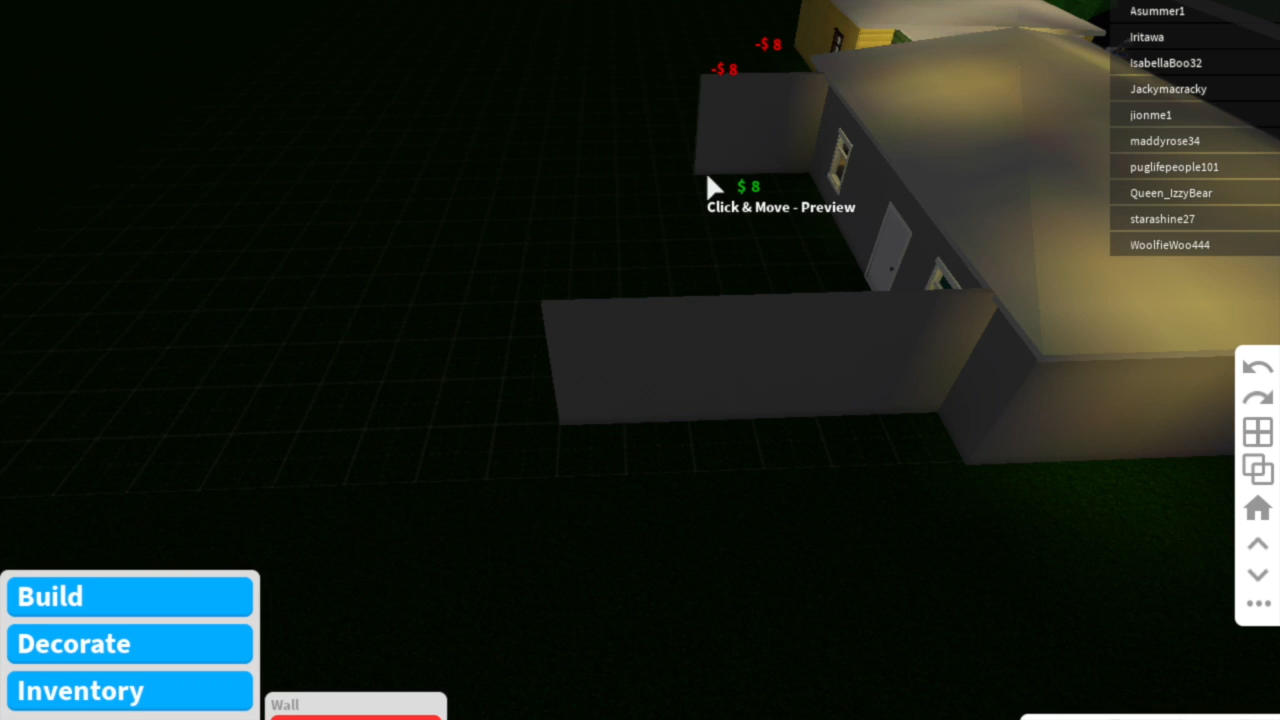 Asummer1
Iritawa
IsabellaBoo32
Jackymacracky
jionme1
maddyrose34
puglifepeople101
Queen_IzzyBear
starashine27
WoolfieWoo444
-$ 8
-$ 8
$ 8
Click & Move - Preview
Build
Decorate
Inventory
Wall